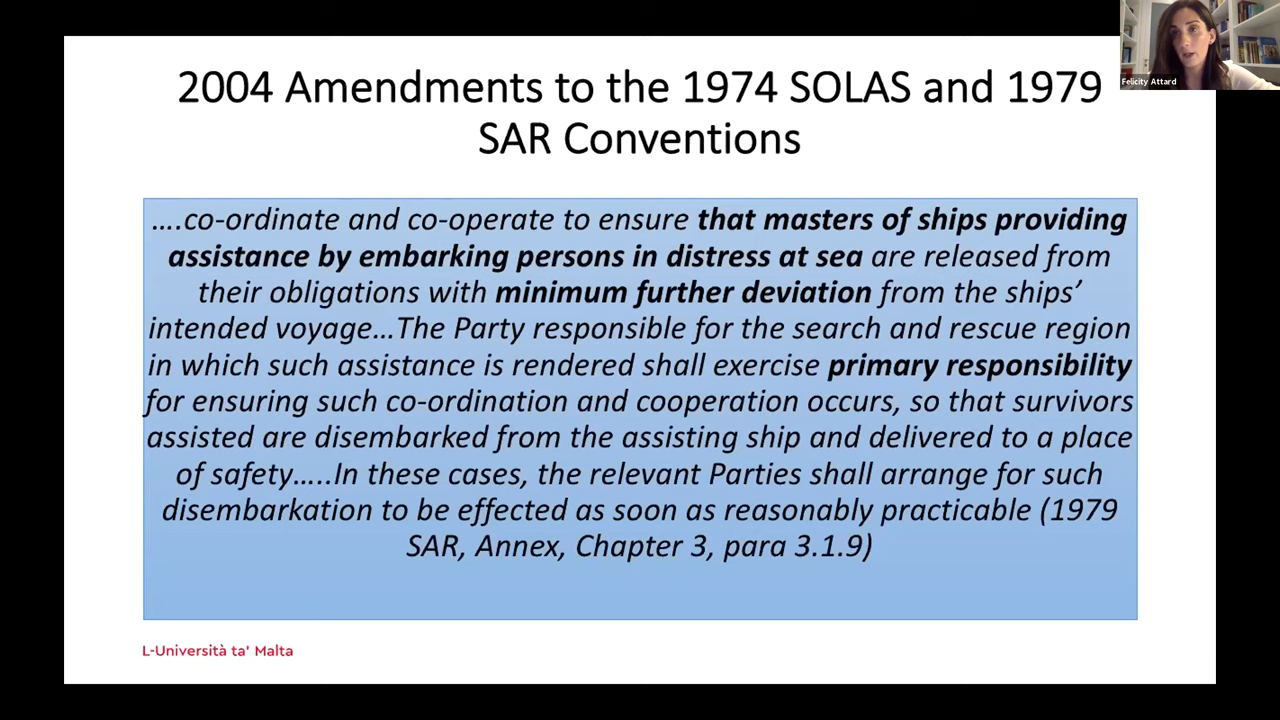 2004 Amendments to the 1974 SOLAS and 1979
SAR Conventions
Felicity Attard
….co-ordinate and co-operate to ensure that masters of ships providing
assistance by embarking persons in distress at sea are released from
their obligations with minimum further deviation from the ships’
intended voyage…The Party responsible for the search and rescue region
in which such assistance is rendered shall exercise primary responsibility
for ensuring such co-ordination and cooperation occurs, so that survivors
assisted are disembarked from the assisting ship and delivered to a place
of safety…..In these cases, the relevant Parties shall arrange for such
disembarkation to be effected as soon as reasonably practicable (1979
SAR, Annex, Chapter 3, para 3.1.9)
L-Università ta' Malta